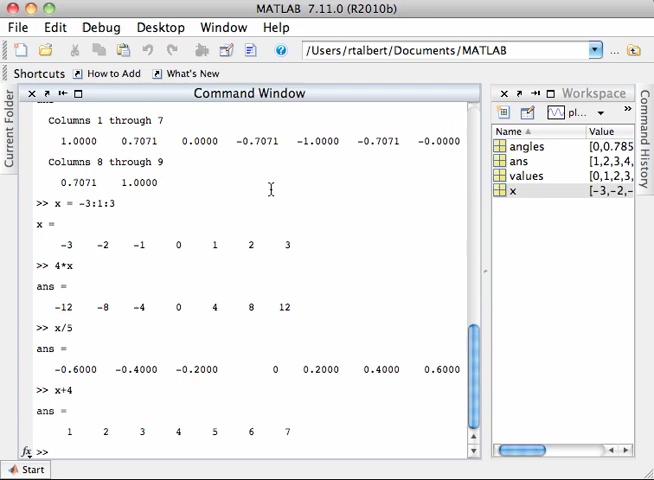 MATLAB 7.11.0 (R2010b)
File Edit Debug Desktop Window Help
/Users/rtalbert/Documents/MATLAB
Shortcuts How to Add What's New
Current Folder
Command Window
Columns 1 through 7
1.0000 0.7071 0.0000 -0.7071 -1.0000 -0.7071 -0.0000
Columns 8 through 9
0.7071 1.0000
>> x = -3:1:3
x =
-3 -2 -1 0 1 2 3
>> 4*x
ans =
-12 -8 -4 0 4 8 12
>> x/5
ans =
-0.6000 -0.4000 -0.2000 0 0.2000 0.4000 0.6000
>> x+4
ans =
1 2 3 4 5 6 7
fx >>
Workspace
pl...
Name Value
angles [0,0.785
ans [1,2,3,4,
values [0,1,2,3,
x [-3,-2,-
Command History
Start